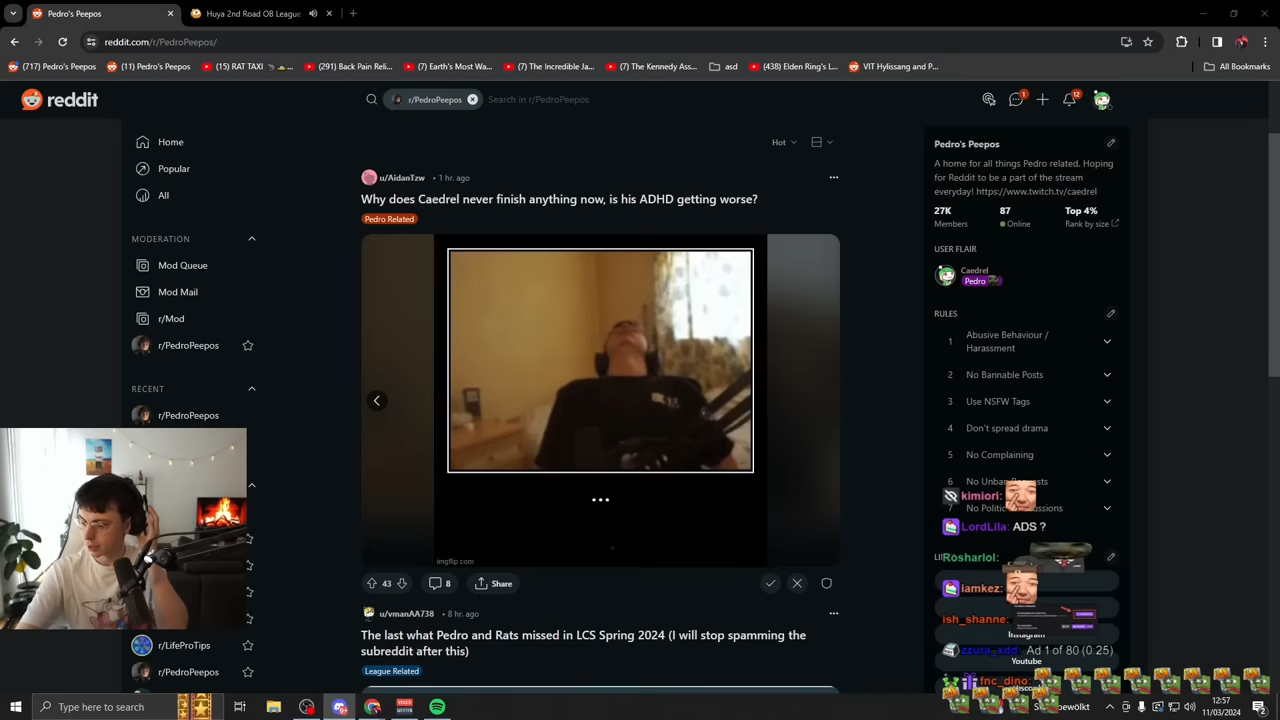 Pedro's Peepos
Huya 2nd Road OB League
reddit.com/r/PedroPeepos/
(717) Pedro's Peepos
(11) Pedro's Peepos
(15) RAT TAXI
(291) Back Pain Reli...
(7) Earth's Most Wa...
(7) The Incredible Ja...
(7) The Kennedy Ass...
asd
(438) Elden Ring's L...
VIT Hylissang and P...
All Bookmarks
reddit
r/PedroPeepos
Search in r/PedroPeepos
1
12
Home
Popular
All
MODERATION
Mod Queue
Mod Mail
r/Mod
r/PedroPeepos
RECENT
r/PedroPeepos
r/LifeProTips
r/PedroPeepos
Hot
u/AidanTzw • 1 hr. ago
Why does Caedrel never finish anything now, is his ADHD getting worse?
Pedro Related
...
imgflip.com
43
8
Share
u/vmanAA738 • 8 hr. ago
The last what Pedro and Rats missed in LCS Spring 2024 (I will stop spamming the
subreddit after this)
League Related
Pedro's Peepos
A home for all things Pedro related. Hoping
for Reddit to be a part of the stream
everyday! https://www.twitch.tv/caedrel
27K
87
Top 4%
Members
Online
Rank by size
USER FLAIR
Caedrel
Pedro
RULES
1 Abusive Behaviour /
Harassment
2 No Bannable Posts
3 Use NSFW Tags
4 Don't spread drama
5 No Complaining
6
kimiori:
LordLila: ADS ?
Rösharlol:
iamkez:
ish_shanne:
Instagram
zzura_xdd: Ad 1 of 80 (0:25)
Youtube
fnc_dino:
Type here to search
VOICE
MEETER
12:57
11/03/2024
2